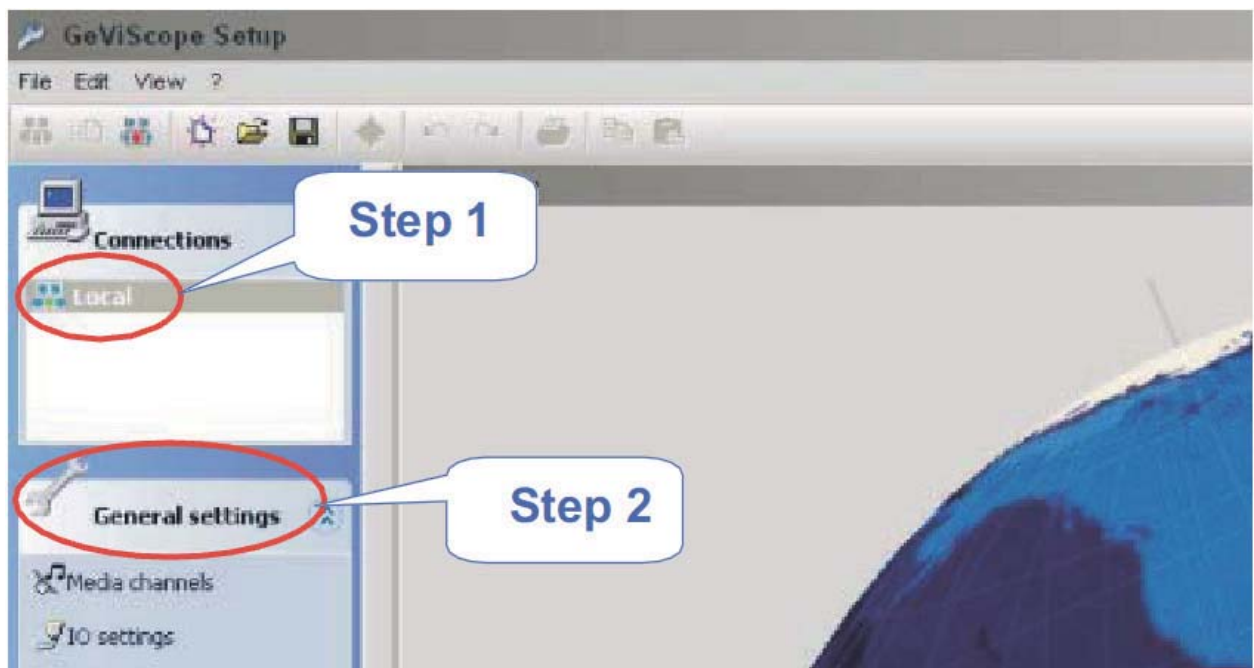 GeViScope Setup
File Edit View ?
Step 1
Connections
Local
Step 2
General settings
Media channels
IO settings